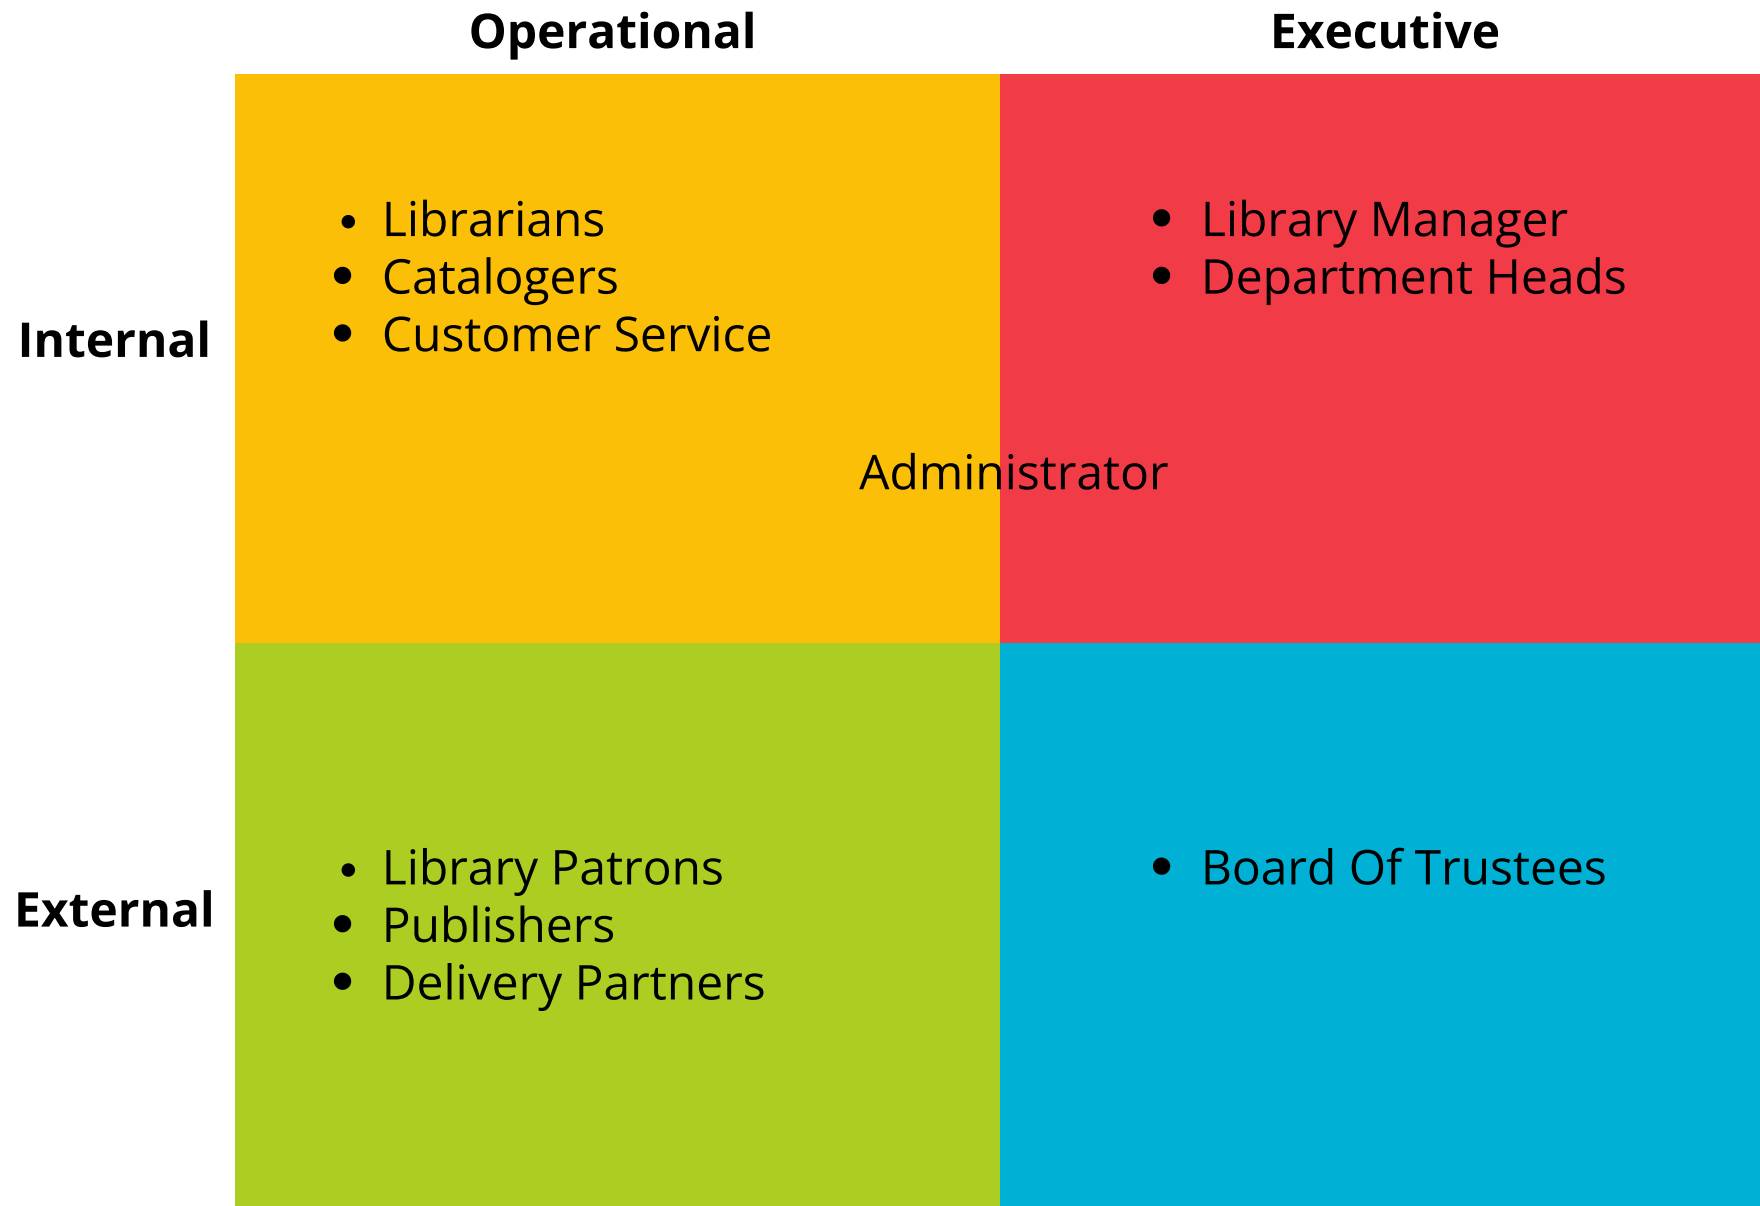 Operational
Executive
Internal
• Librarians
• Catalogers
• Customer Service
• Library Manager
• Department Heads
Administrator
External
• Library Patrons
• Publishers
• Delivery Partners
• Board Of Trustees